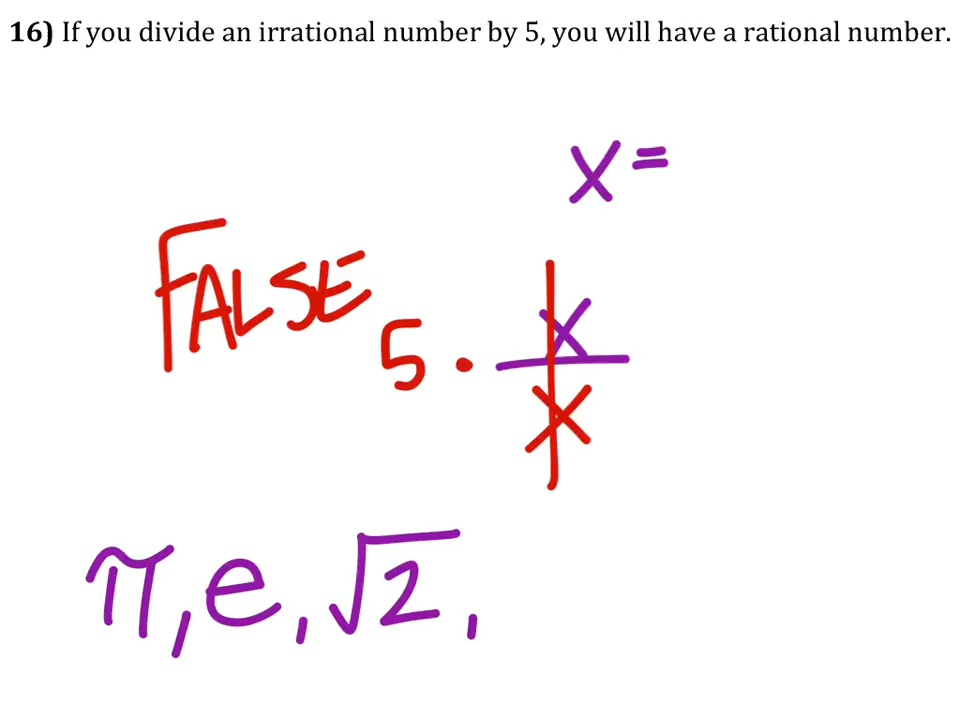 16) If you divide an irrational number by 5, you will have a rational number.
x =
FALSE
5 · x
x
π, e, √2,